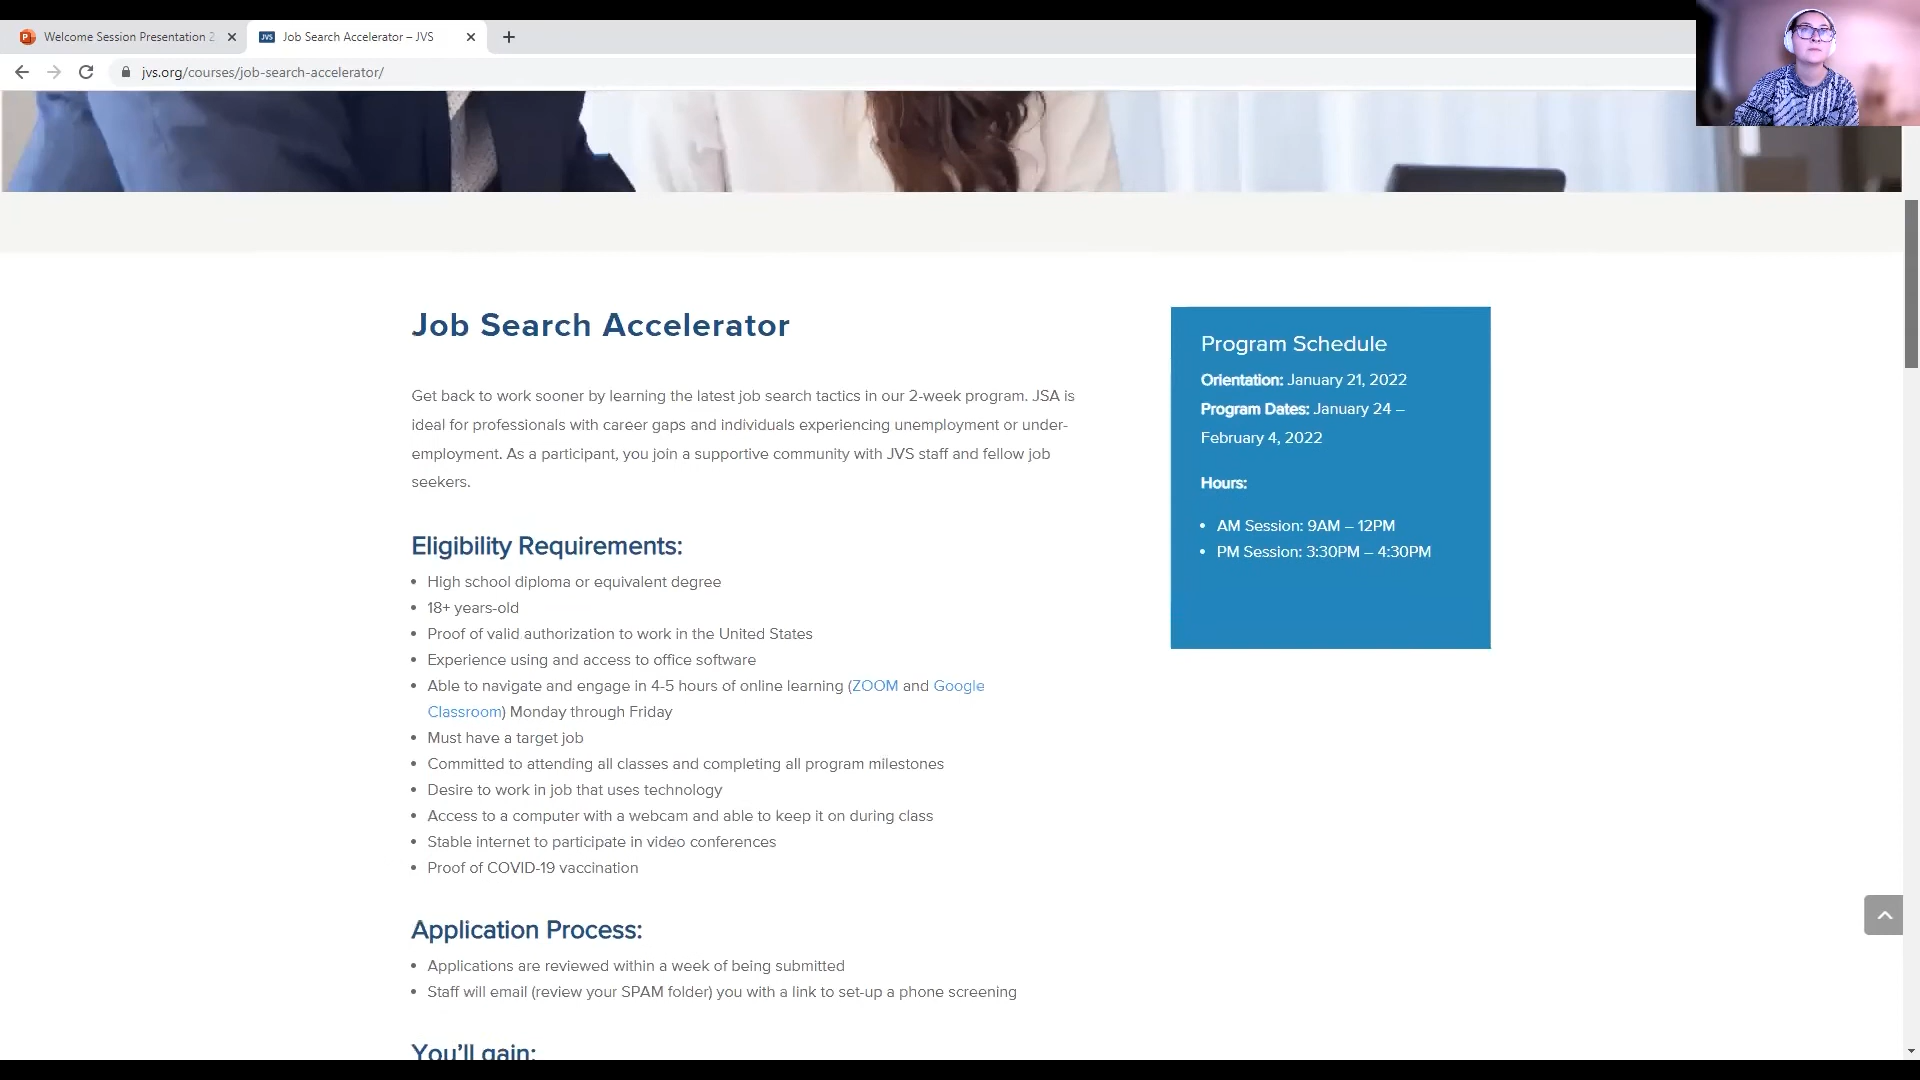 Welcome Session Presentation 2
JVS Job Search Accelerator – JVS
jvs.org/courses/job-search-accelerator/
Job Search Accelerator
Get back to work sooner by learning the latest job search tactics in our 2-week program. JSA is
ideal for professionals with career gaps and individuals experiencing unemployment or under-
employment. As a participant, you join a supportive community with JVS staff and fellow job
seekers.
Eligibility Requirements:
• High school diploma or equivalent degree
• 18+ years-old
• Proof of valid authorization to work in the United States
• Experience using and access to office software
• Able to navigate and engage in 4-5 hours of online learning (ZOOM and Google
Classroom) Monday through Friday
• Must have a target job
• Committed to attending all classes and completing all program milestones
• Desire to work in job that uses technology
• Access to a computer with a webcam and able to keep it on during class
• Stable internet to participate in video conferences
• Proof of COVID-19 vaccination
Application Process:
• Applications are reviewed within a week of being submitted
• Staff will email (review your SPAM folder) you with a link to set-up a phone screening
You'll gain:
Program Schedule
Orientation: January 21, 2022
Program Dates: January 24 –
February 4, 2022
Hours:
• AM Session: 9AM – 12PM
• PM Session: 3:30PM – 4:30PM